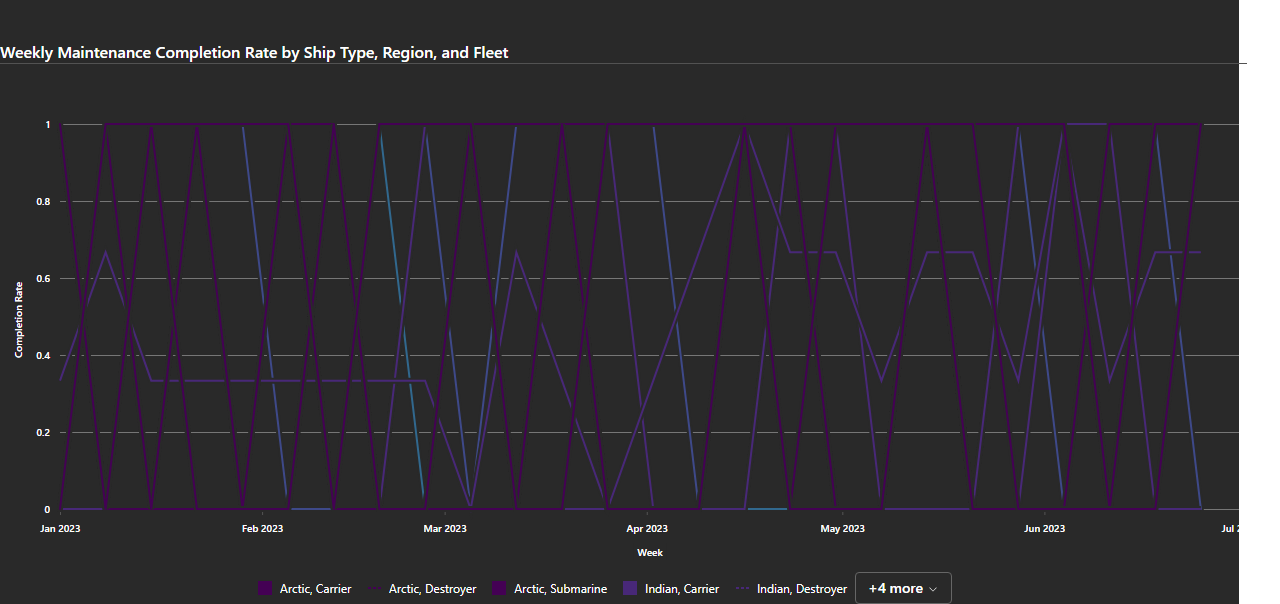 Weekly Maintenance Completion Rate by Ship Type, Region, and Fleet
1
0.8
0.6
0.4
0.2
0
Completion Rate
Jan 2023 Feb 2023 Mar 2023 Apr 2023 May 2023 Jun 2023 Jul 2
Week
Arctic, Carrier Arctic, Destroyer Arctic, Submarine Indian, Carrier Indian, Destroyer +4 more